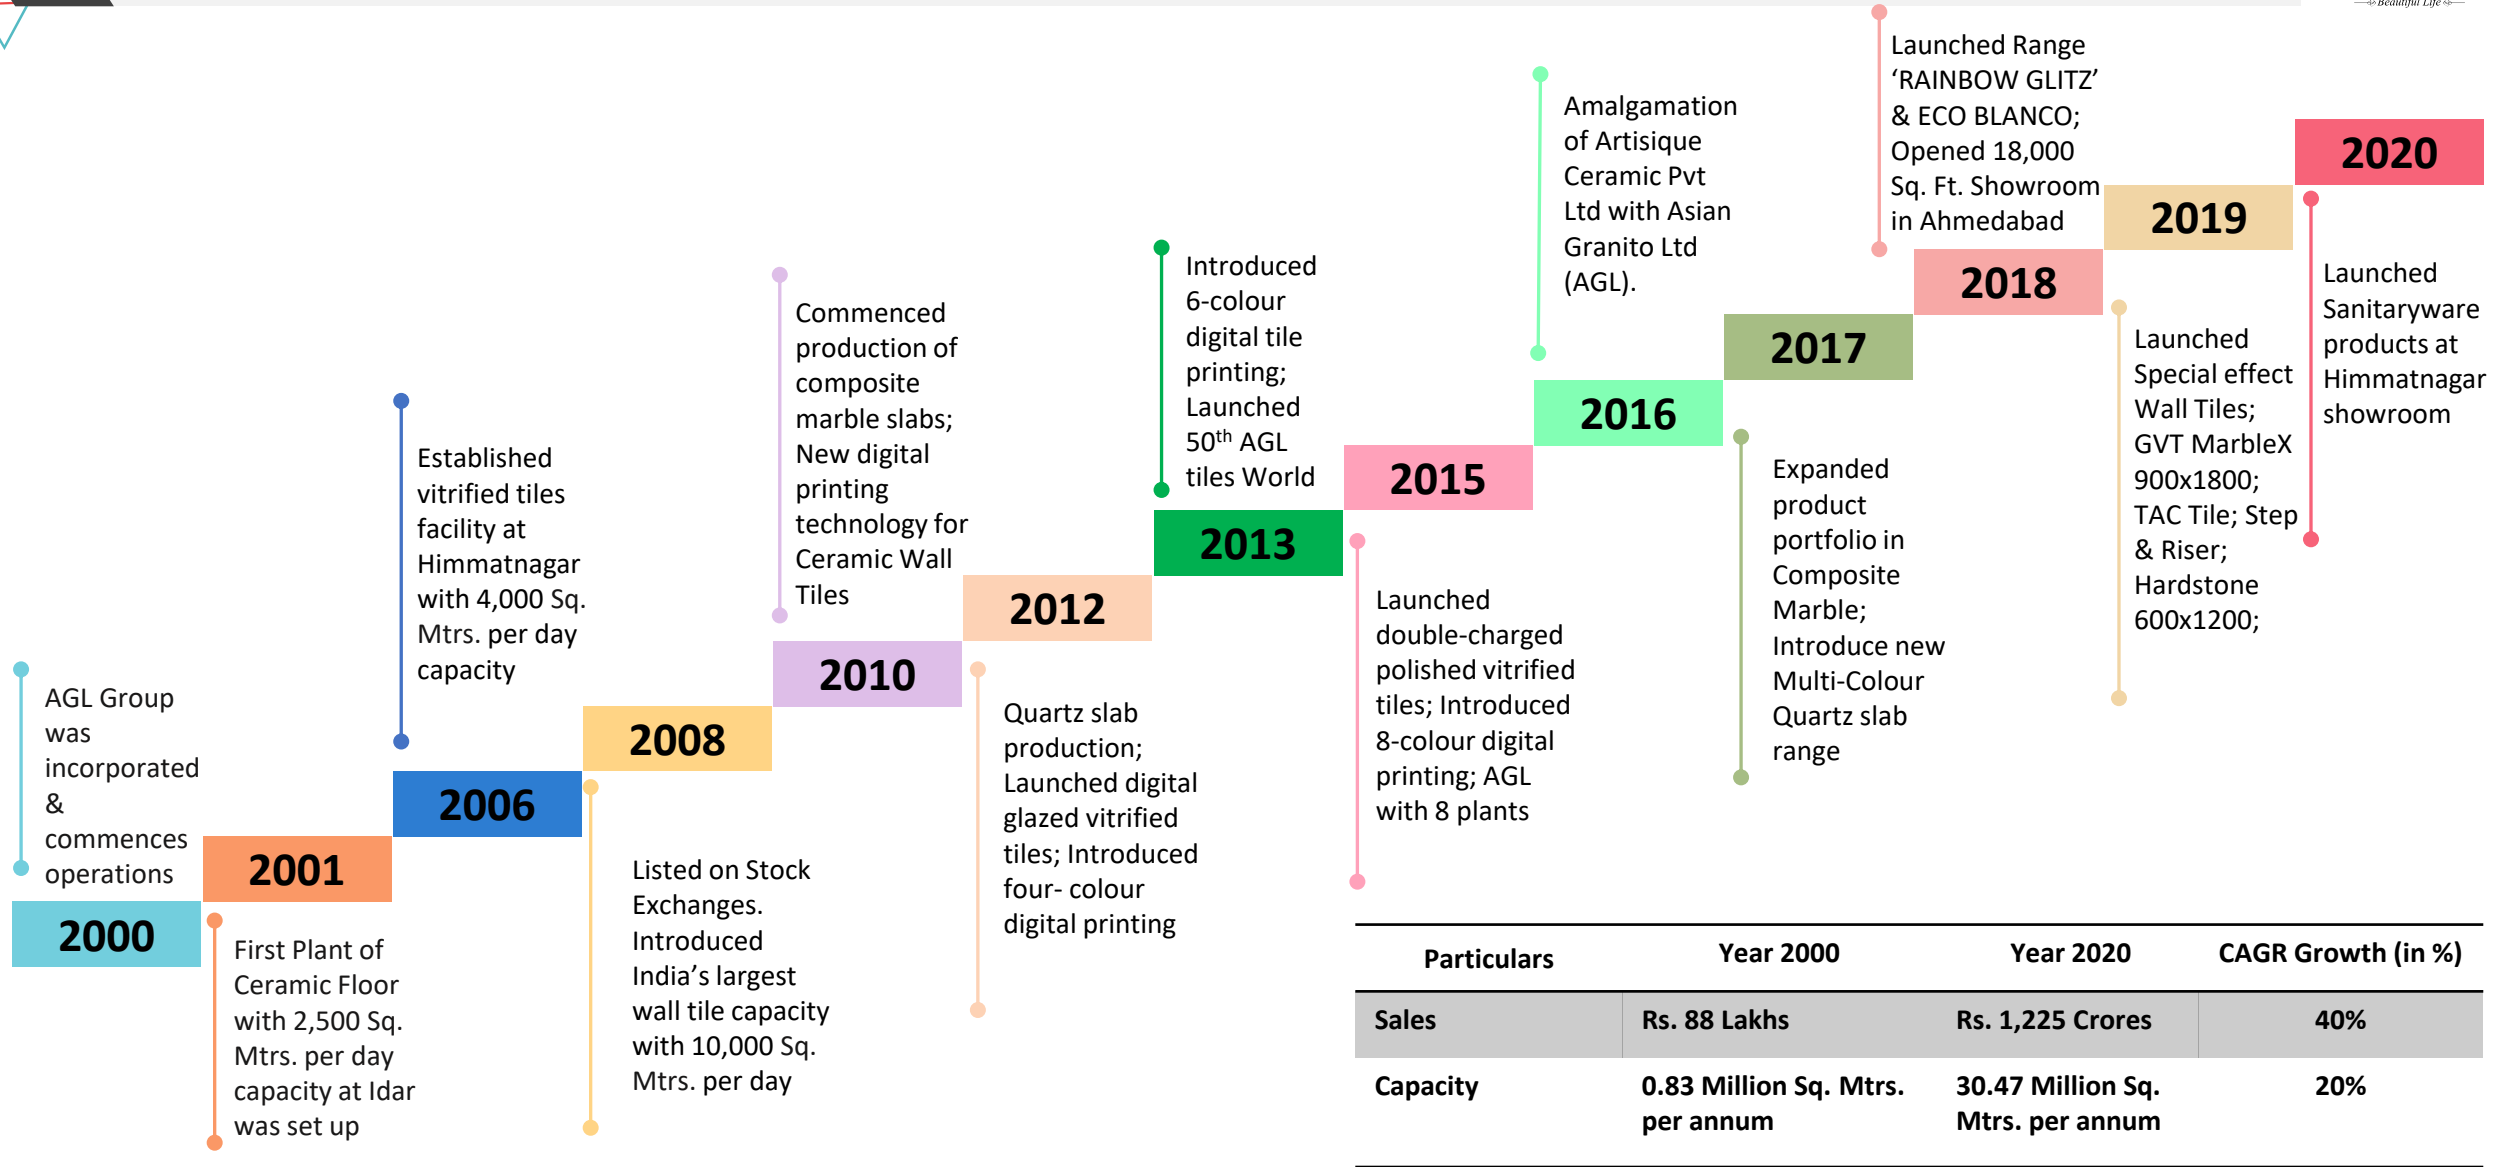 Beautiful Life
AGL Group
was
incorporated
&
commences
operations
2000
2001
First Plant of
Ceramic Floor
with 2,500 Sq.
Mtrs. per day
capacity at Idar
was set up
Established
vitrified tiles
facility at
Himmatnagar
with 4,000 Sq.
Mtrs. per day
capacity
2006
2008
Listed on Stock
Exchanges.
Introduced
India’s largest
wall tile capacity
with 10,000 Sq.
Mtrs. per day
Commenced
production of
composite
marble slabs;
New digital
printing
technology for
Ceramic Wall
Tiles
2010
2012
Quartz slab
production;
Launched digital
glazed vitrified
tiles; Introduced
four- colour
digital printing
Introduced
6-colour
digital tile
printing;
Launched
50th AGL
tiles World
2013
2015
Launched
double-charged
polished vitrified
tiles; Introduced
8-colour digital
printing; AGL
with 8 plants
Amalgamation
of Artisique
Ceramic Pvt
Ltd with Asian
Granito Ltd
(AGL).
2016
2017
Expanded
product
portfolio in
Composite
Marble;
Introduce new
Multi-Colour
Quartz slab
range
Launched Range
‘RAINBOW GLITZ’
& ECO BLANCO;
Opened 18,000
Sq. Ft. Showroom
in Ahmedabad
2018
2019
Launched
Special effect
Wall Tiles;
GVT MarbleX
900x1800;
TAC Tile; Step
& Riser;
Hardstone
600x1200;
2020
Launched
Sanitaryware
products at
Himmatnagar
showroom
Particulars Year 2000 Year 2020 CAGR Growth (in %)
Sales Rs. 88 Lakhs Rs. 1,225 Crores 40%
Capacity 0.83 Million Sq. Mtrs. 30.47 Million Sq. 20%
per annum Mtrs. per annum